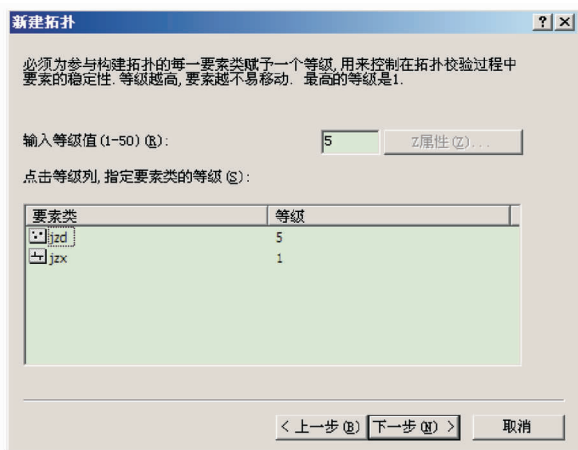 新建拓扑
必须为参与构建拓扑的每一要素类赋予一个等级,用来控制在拓扑校验过程中
要素的稳定性.等级越高,要素越不易移动. 最高的等级是1.
输入等级值(1-50)(R): 5 Z属性(Z)...
点击等级列,指定要素类的等级(S):
要素类 等级
jzd 5
jzx 1
< 上一步(B) 下一步(N) > 取消